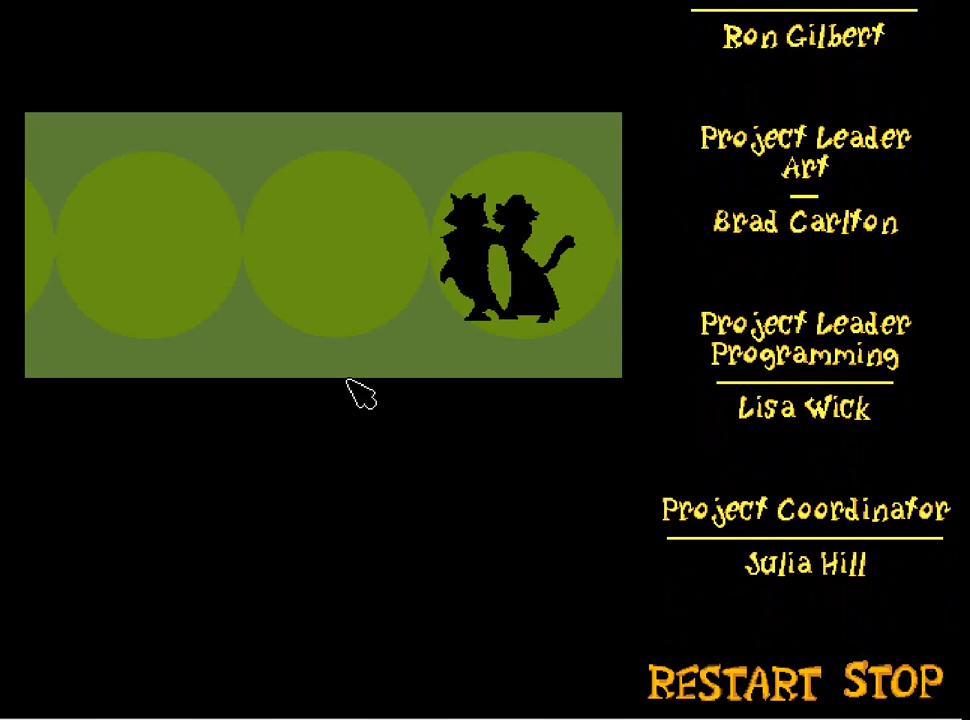 Ron Gilbert
Project Leader
Art
Brad Carlton
Project Leader
Programming
Lisa Wick
Project Coordinator
Julia Hill
RESTART STOP